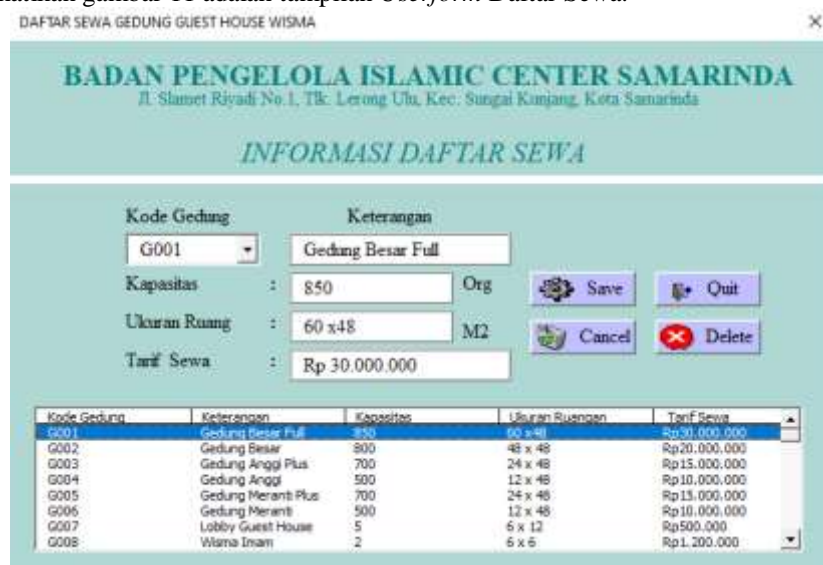 DAFTAR SEWA GEDUNG GUEST HOUSE WISMA
BADAN PENGELOLA ISLAMIC CENTER SAMARINDA
Jl. Slamet Riyadi No.1, Tlk. Lerong Ulu, Kec. Sungai Kunjang, Kota Samarinda
INFORMASI DAFTAR SEWA
Kode Gedung Keterangan
G001 Gedung Besar Full
Kapasitas : 850 Org Save Quit
Ukuran Ruang : 60 x48 M2 Cancel Delete
Tarif Sewa : Rp 30.000.000
Kode Gedung Keterangan Kapasitas Ukuran Ruangan Tarif Sewa
G001 Gedung Besar Full 850 60 x48 Rp30.000.000
G002 Gedung Besar 800 48 x 48 Rp20.000.000
G003 Gedung Anggi Plus 700 24 x 48 Rp15.000.000
G004 Gedung Anggi 500 12 x 48 Rp10.000.000
G005 Gedung Meranti Plus 700 24 x 48 Rp15.000.000
G006 Gedung Meranti 500 12 x 48 Rp10.000.000
G007 Lobby Guest House 5 6 x 12 Rp500.000
G008 Wisma Imam 2 6 x 6 Rp1.200.000